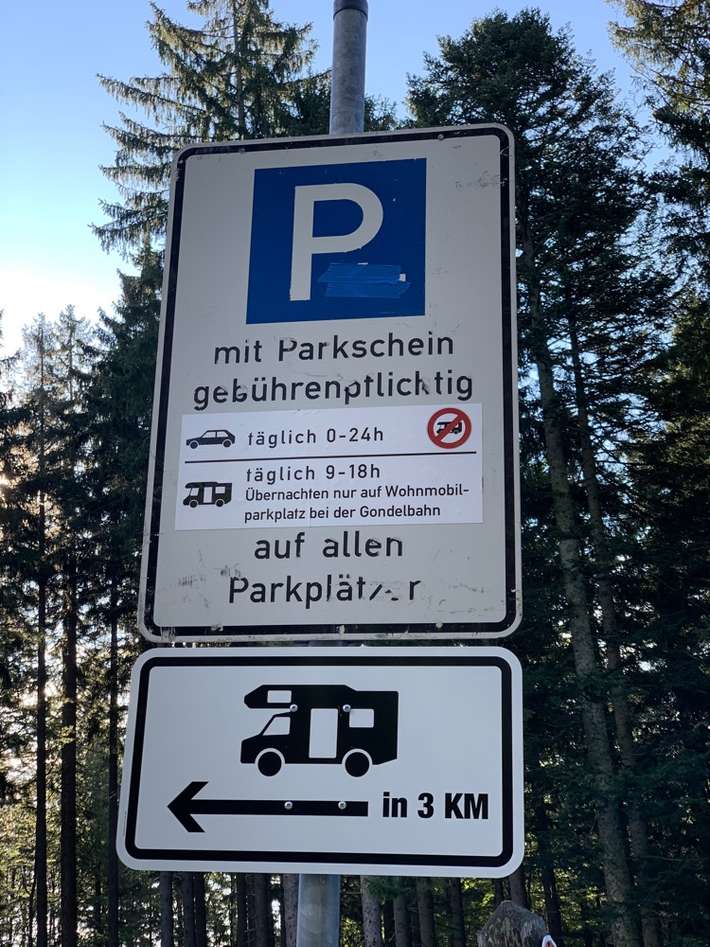 P
mit Parkschein
gebührenpflichtig
täglich 0-24h
täglich 9-18h
Übernachten nur auf Wohnmobil-
parkplatz bei der Gondelbahn
auf allen
Parkplätzen
in 3 KM